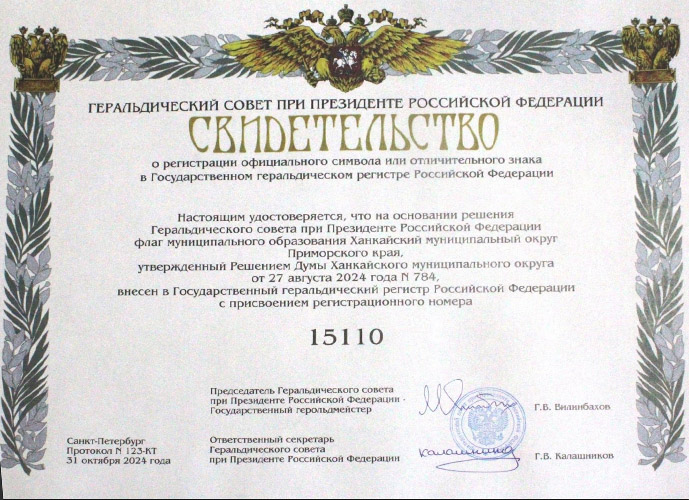 ГЕРАЛЬДИЧЕСКИЙ СОВЕТ ПРИ ПРЕЗИДЕНТЕ РОССИЙСКОЙ ФЕДЕРАЦИИ
СВИДЕТЕЛЬСТВО
о регистрации официального символа или отличительного знака
в Государственном геральдическом регистре Российской Федерации
Настоящим удостоверяется, что на основании решения
Геральдического совета при Президенте Российской Федерации
флаг муниципального образования Ханкайский муниципальный округ
Приморского края,
утвержденный Решением Думы Ханкайского муниципального округа
от 27 августа 2024 года N 784,
внесен в Государственный геральдический регистр Российской Федерации
с присвоением регистрационного номера
15110
Председатель Геральдического совета
при Президенте Российской Федерации -
Государственный герольдмейстер
Г.В. Вилинбахов
Санкт-Петербург
Протокол N 123-КТ
31 октября 2024 года
Ответственный секретарь
Геральдического совета
при Президенте Российской Федерации
Калашников
Г.В. Калашников